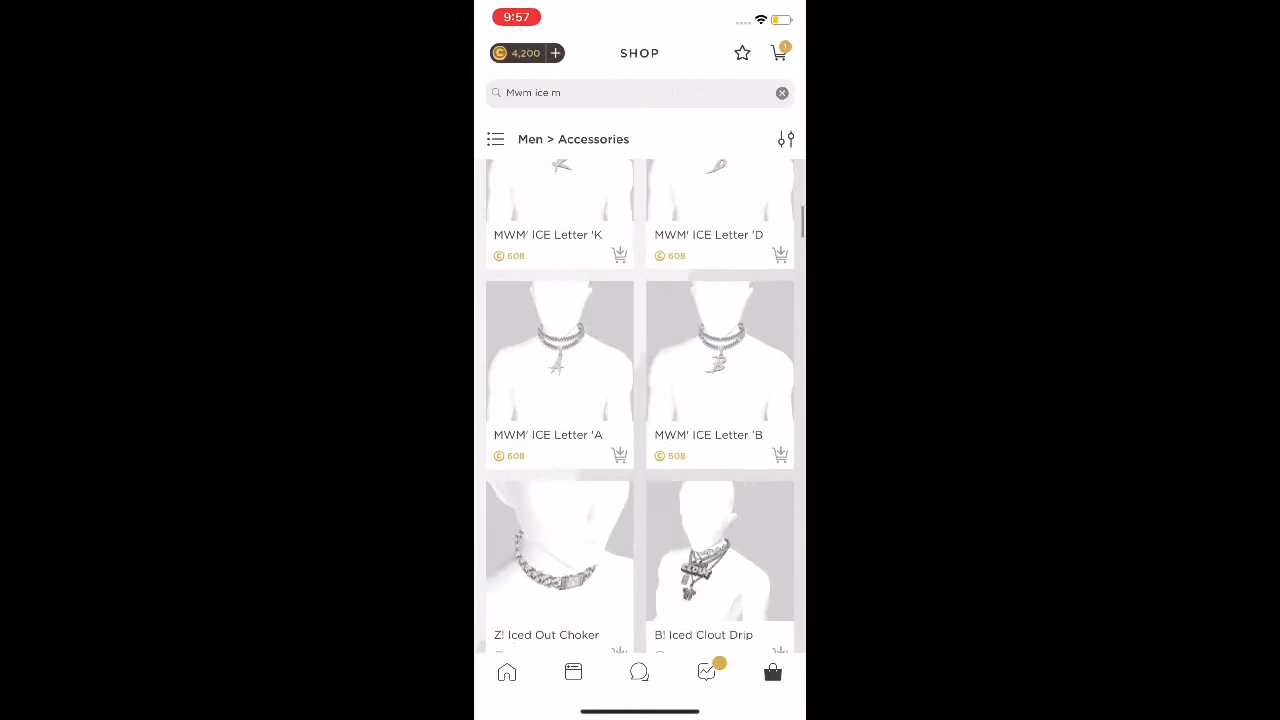 9:57
4,200 +
SHOP
1
Mwm ice m
Men > Accessories
MWM' ICE Letter 'K
608
MWM' ICE Letter 'D
608
A
B
MWM' ICE Letter 'A
608
MWM' ICE Letter 'B
508
Z! Iced Out Choker
B! Iced Clout Drip